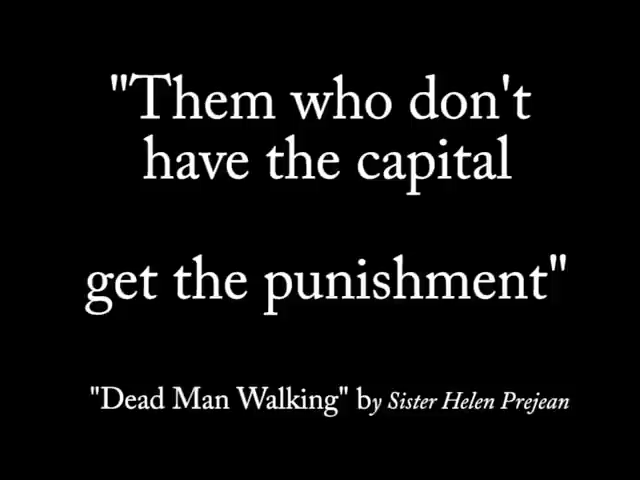 "Them who don't
have the capital
get the punishment"
"Dead Man Walking" by Sister Helen Prejean